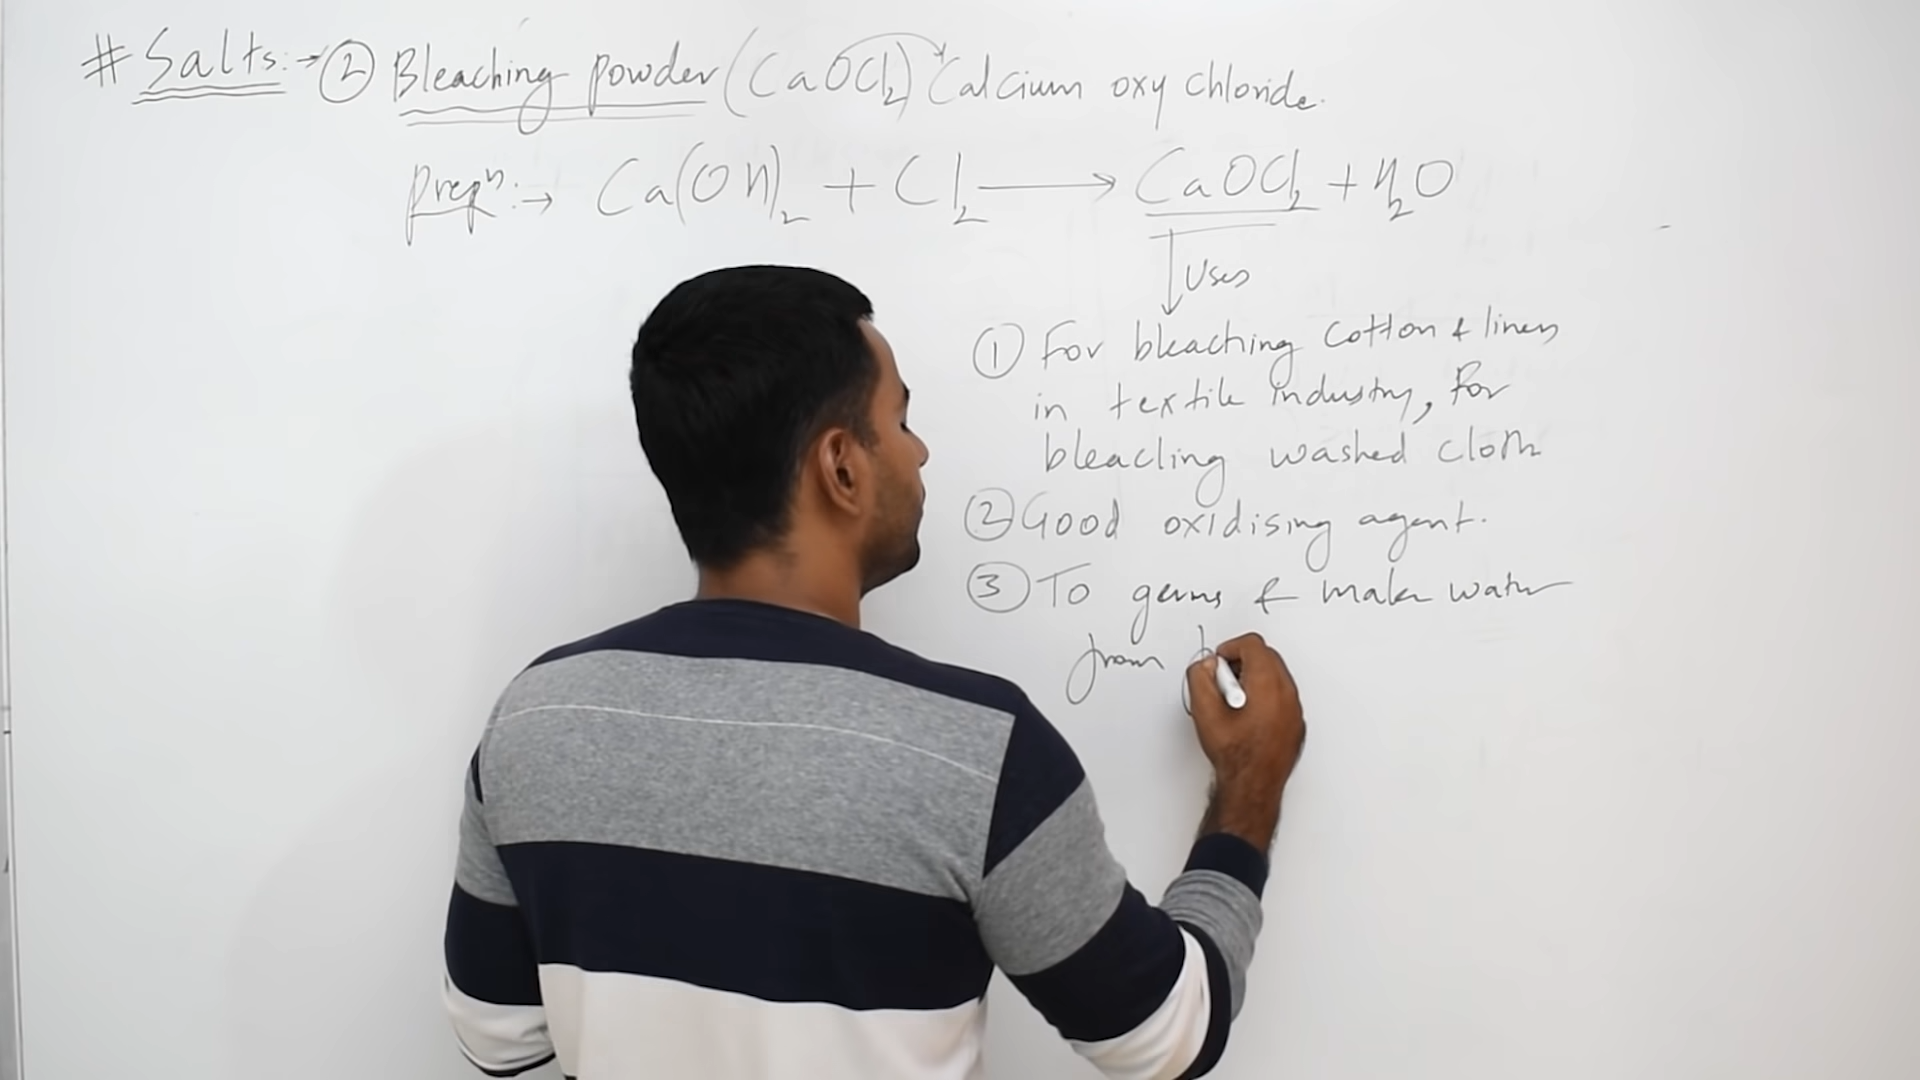 # Salts:→ ② Bleaching powder (CaOCl₂) Calcium oxy chloride.
Prepⁿ:→ Ca(OH)₂ + Cl₂ → CaOCl₂ + H₂O
↓ Uses
① For bleaching cotton & linen
in textile industry, for
bleacling washed cloth
② Good oxidising agent.
③ To germs & make water
from